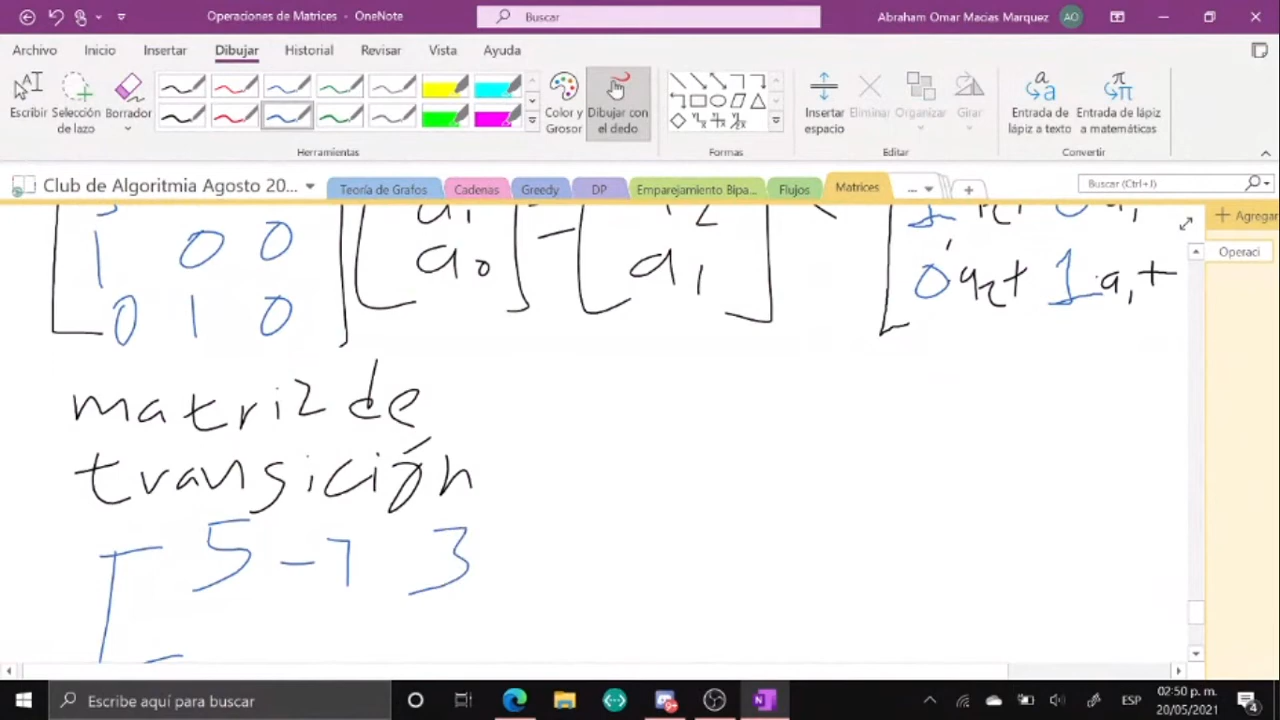 Operaciones de Matrices - OneNote
Buscar
Abraham Omar Macias Marquez AO
Archivo Inicio Insertar Dibujar Historial Revisar Vista Ayuda
Escribir Selección de lazo Borrador
Color y Grosor
Dibujar con el dedo
Insertar espacio
Eliminar Organizar Girar
Entrada de lápiz a texto
Entrada de lápiz a matemáticas
Herramientas Formas Editar Convertir
Club de Algoritmia Agosto 20... Teoría de Grafos Cadenas Greedy DP Emparejamiento Bipa... Flujos Matrices ... + Buscar (Ctrl+J)
+ Agregar
Operaci
1 0 0 a0 a1 0a2+ 1a1+
0 1 0
matriz de
transición
5 -7 3
Escribe aquí para buscar
ESP
02:50 p. m.
20/05/2021
4